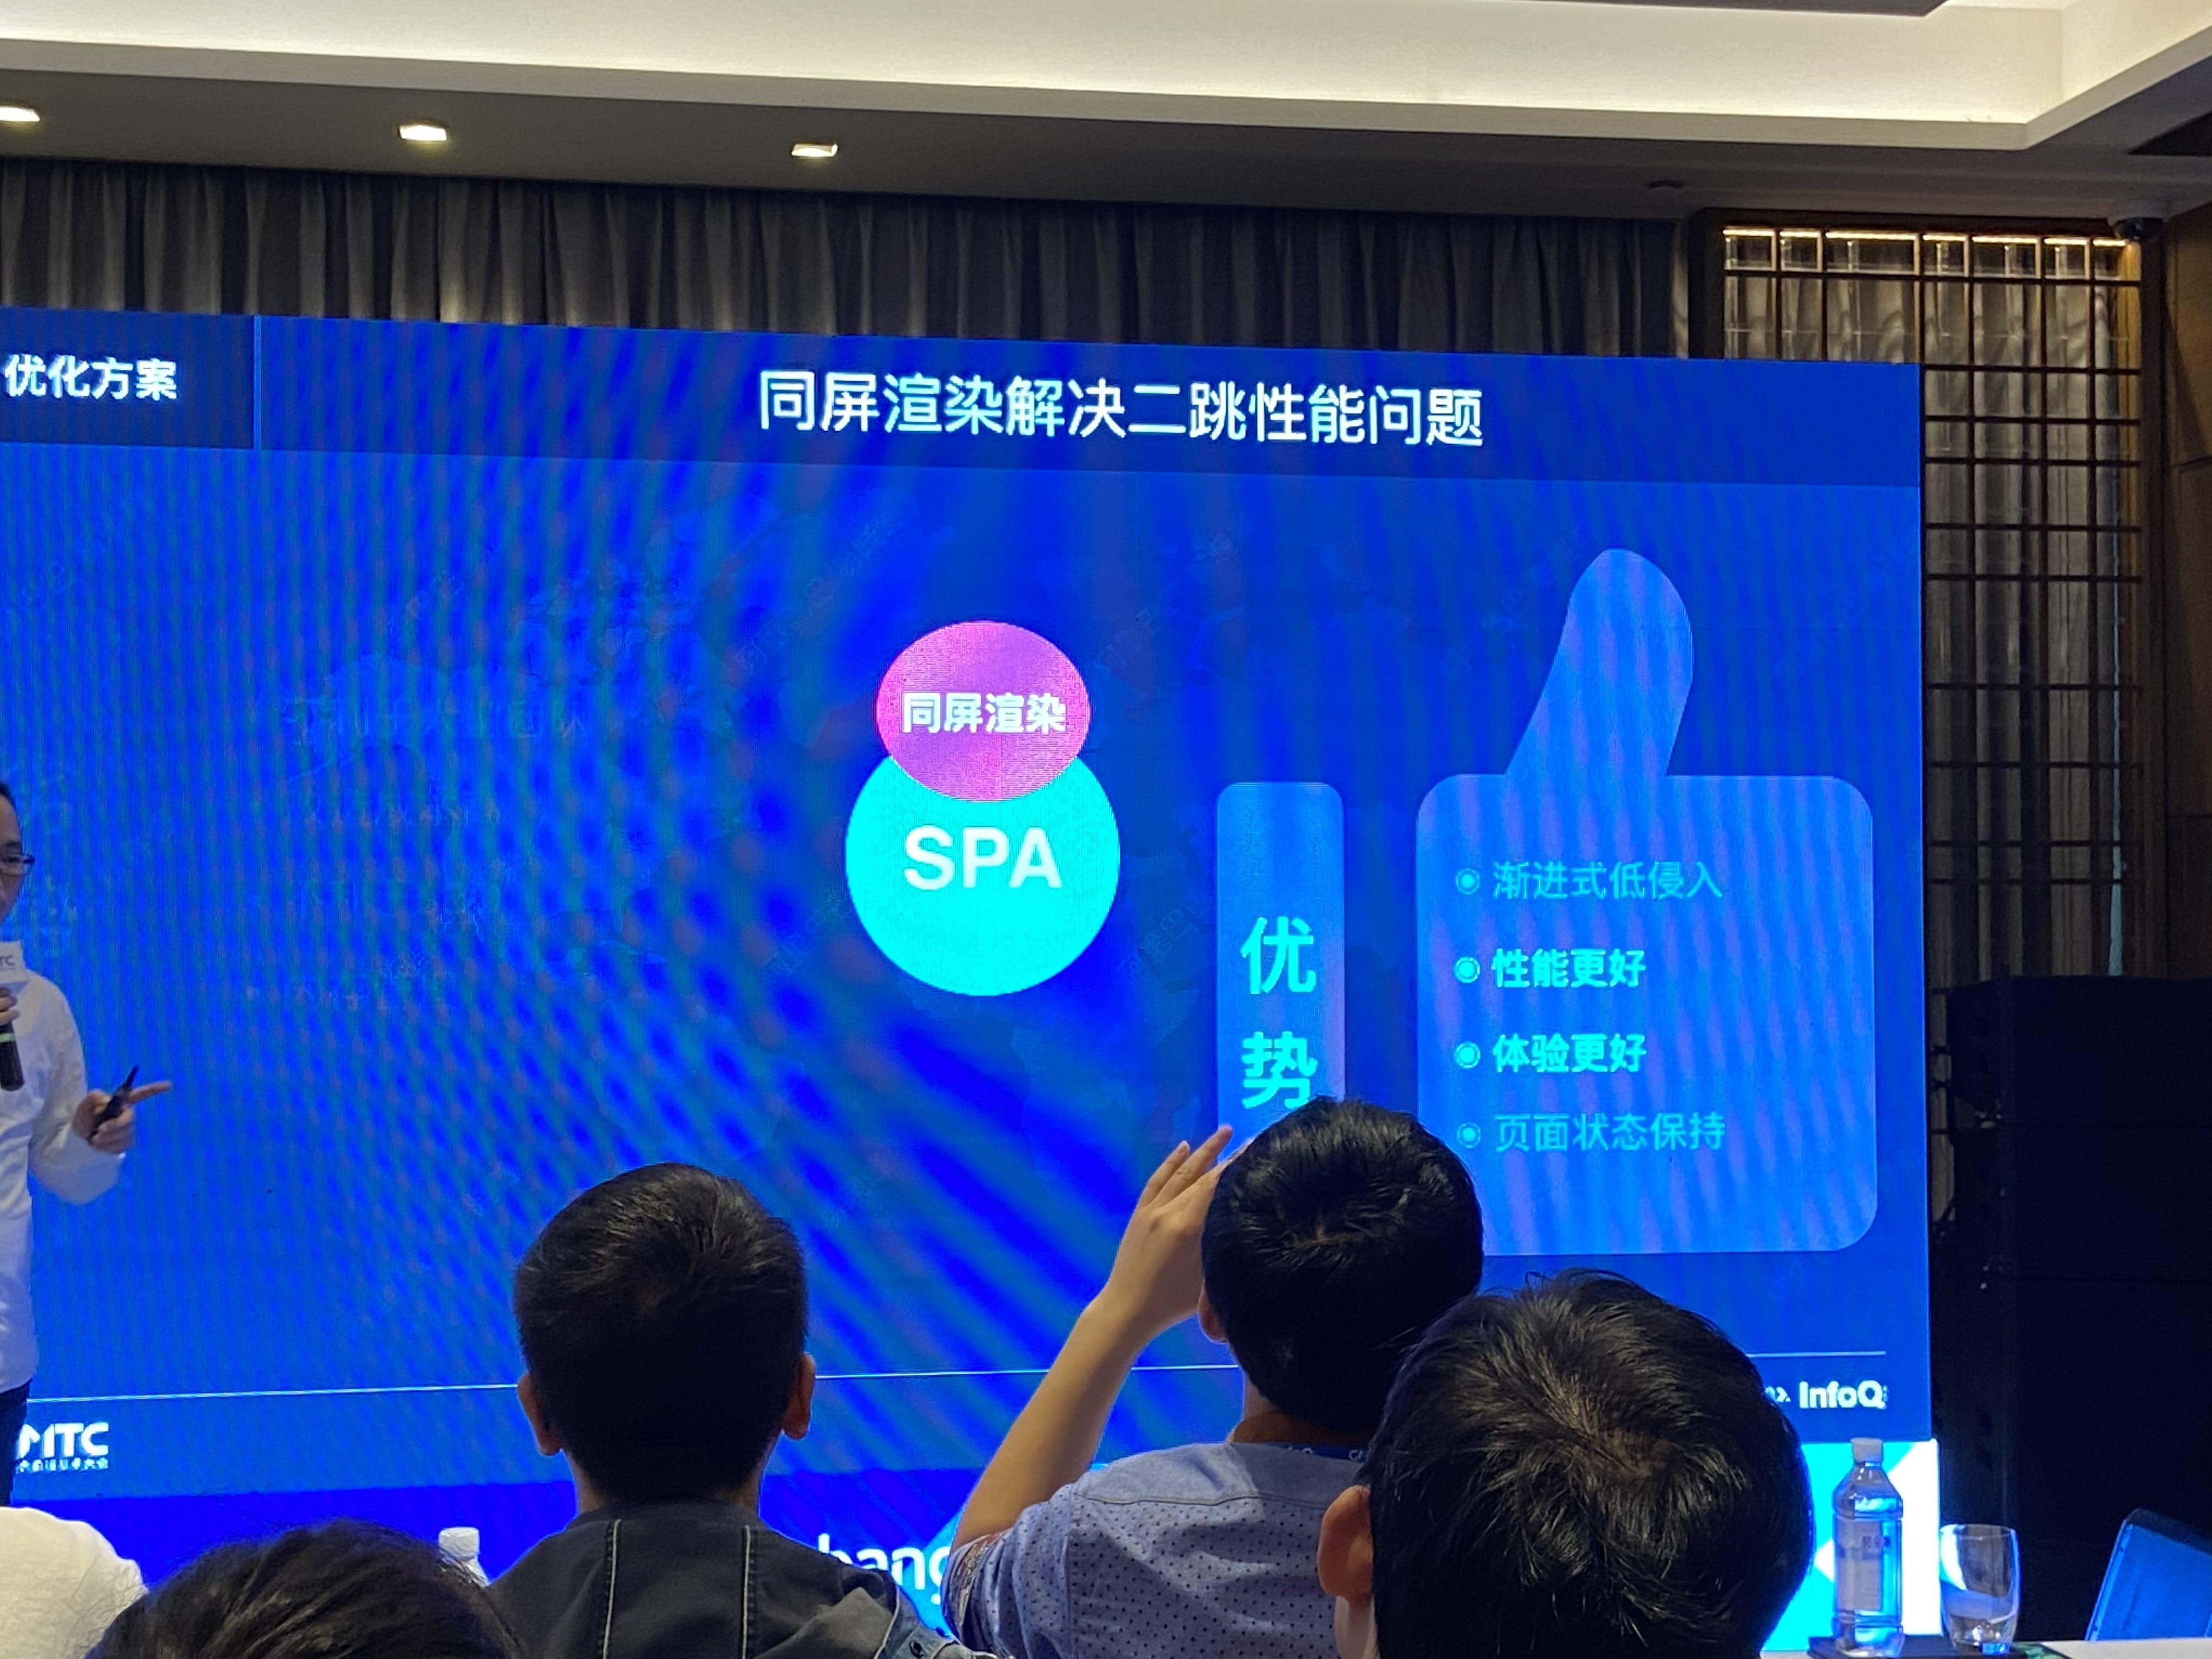 优化方案
同屏渲染解决二跳性能问题
同屏渲染
SPA
优
势
渐进式低侵入
性能更好
体验更好
页面状态保持
InfoQ